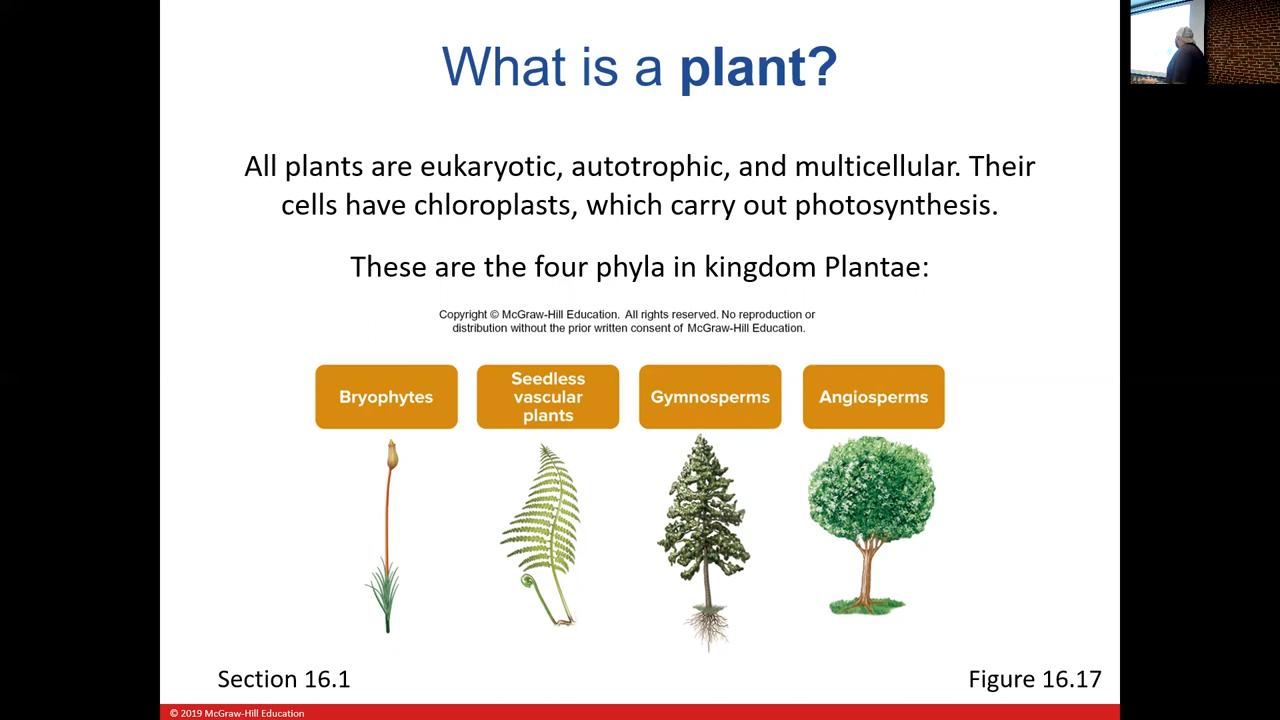 What is a plant?
All plants are eukaryotic, autotrophic, and multicellular. Their
cells have chloroplasts, which carry out photosynthesis.
These are the four phyla in kingdom Plantae:
Copyright © McGraw-Hill Education. All rights reserved. No reproduction or
distribution without the prior written consent of McGraw-Hill Education.
Bryophytes
Seedless
vascular
plants
Gymnosperms
Angiosperms
Section 16.1
Figure 16.17
© 2019 McGraw-Hill Education